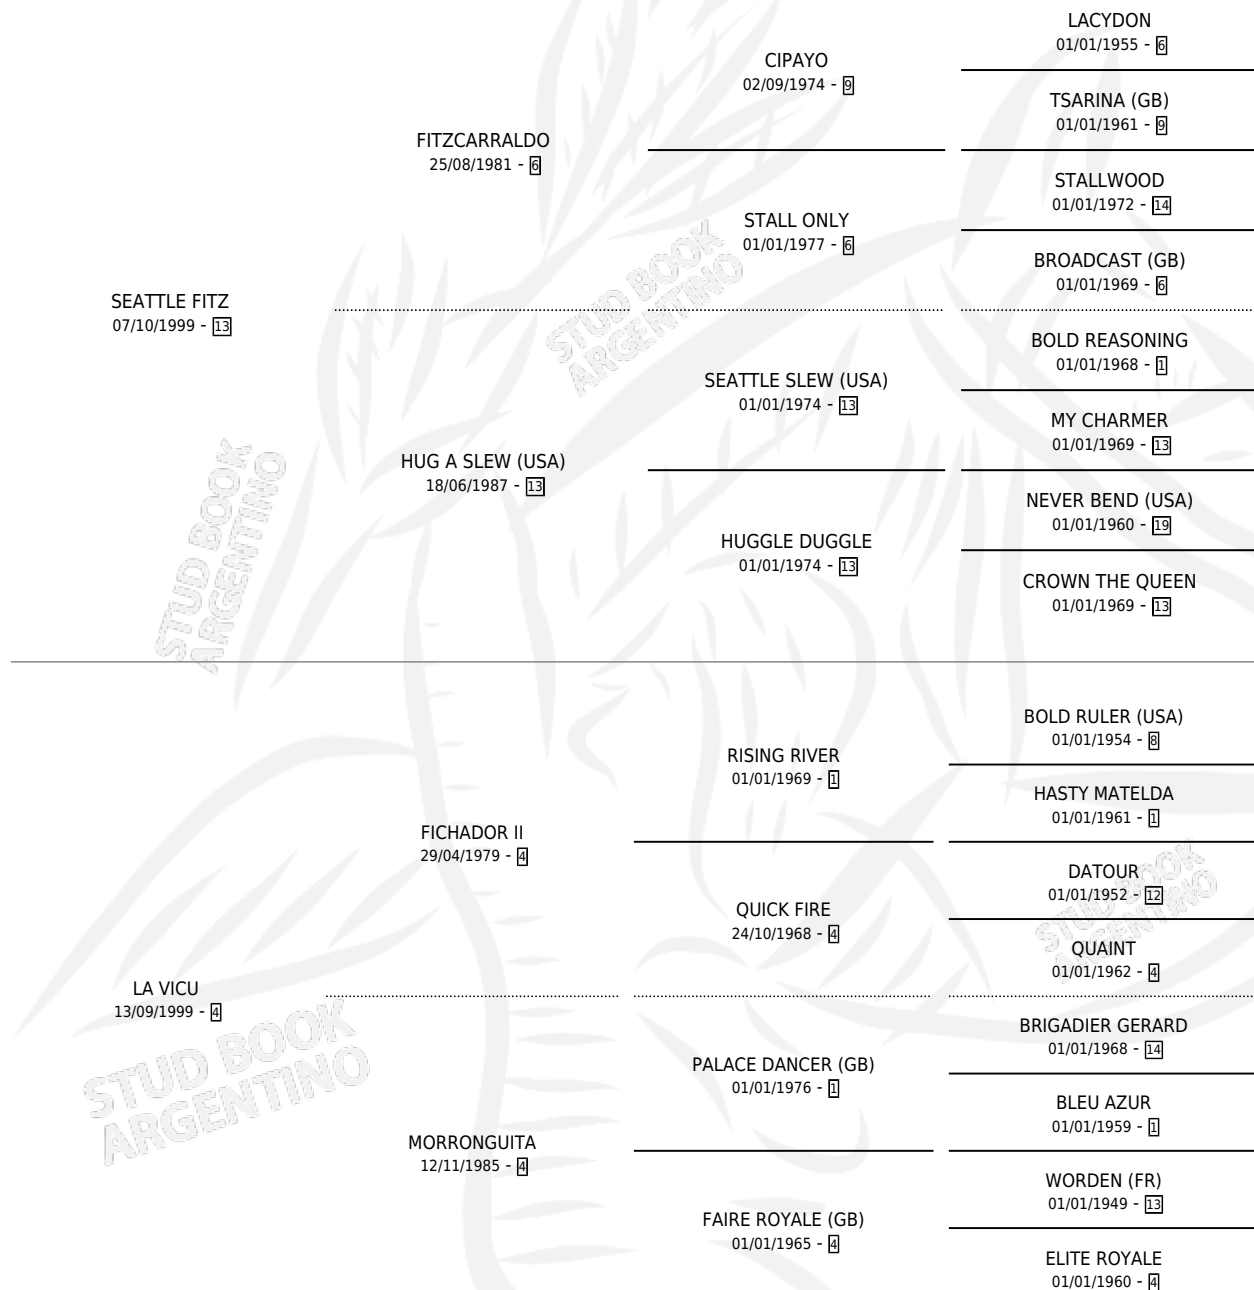 LACYDON
01/01/1955 - 6
CIPAYO
02/09/1974 - 9
TSARINA (GB)
01/01/1961 - 9
FITZCARRALDO
25/08/1981 - 6
STALLWOOD
01/01/1972 - 14
STALL ONLY
01/01/1977 - 6
BROADCAST (GB)
01/01/1969 - 6
SEATTLE FITZ
07/10/1999 - 13
BOLD REASONING
01/01/1968 - 1
SEATTLE SLEW (USA)
01/01/1974 - 13
MY CHARMER
01/01/1969 - 13
HUG A SLEW (USA)
18/06/1987 - 13
NEVER BEND (USA)
01/01/1960 - 19
HUGGLE DUGGLE
01/01/1974 - 13
CROWN THE QUEEN
01/01/1969 - 13
BOLD RULER (USA)
01/01/1954 - 8
RISING RIVER
01/01/1969 - 1
HASTY MATELDA
01/01/1961 - 1
FICHADOR II
29/04/1979 - 4
DATOUR
01/01/1952 - 12
QUICK FIRE
24/10/1968 - 4
QUAINT
01/01/1962 - 4
LA VICU
13/09/1999 - 4
BRIGADIER GERARD
01/01/1968 - 14
PALACE DANCER (GB)
01/01/1976 - 1
BLEU AZUR
01/01/1959 - 1
MORRONGUITA
12/11/1985 - 4
WORDEN (FR)
01/01/1949 - 13
FAIRE ROYALE (GB)
01/01/1965 - 4
ELITE ROYALE
01/01/1960 - 4
STUD BOOK
ARGENTINO
STUD BOOK
ARGENTINO
STUD BOOK
ARGENTINO
STUD BOOK
ARGENTINO